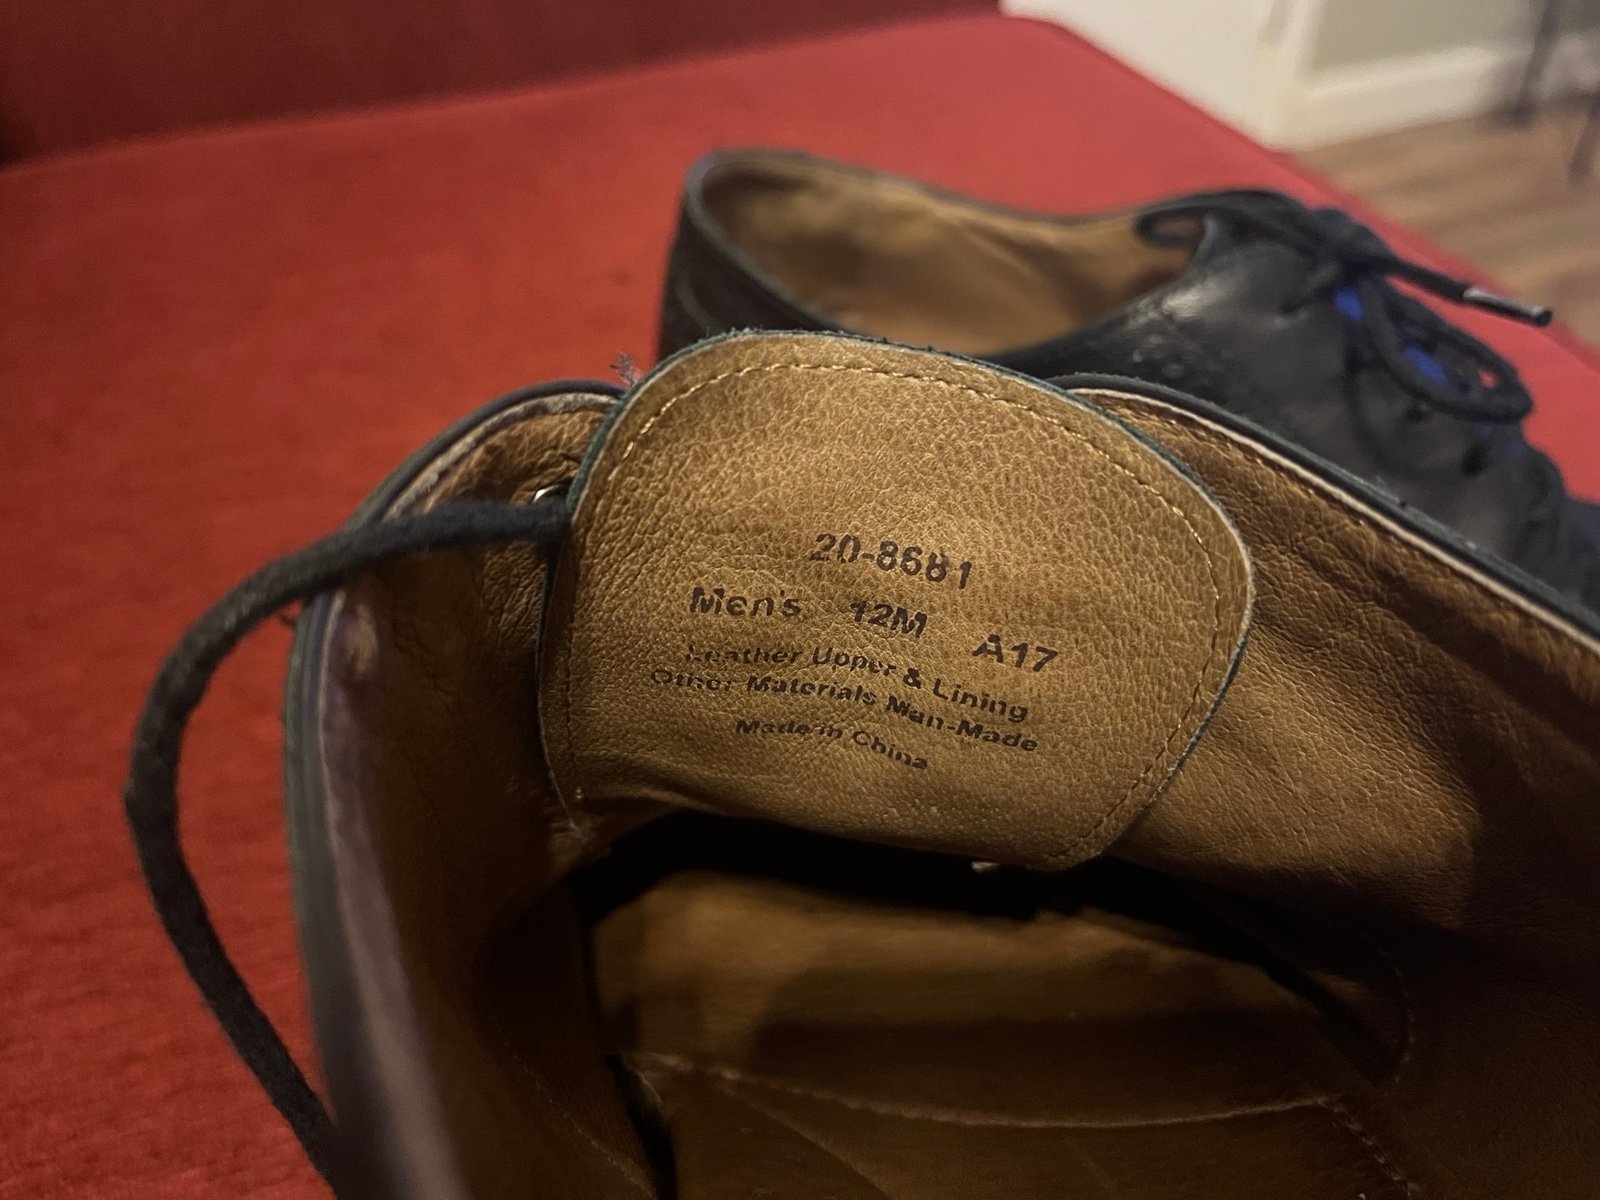 20-8681
Men's 12M A17
Leather Upper & Lining
Other Materials Man-Made
Made in China